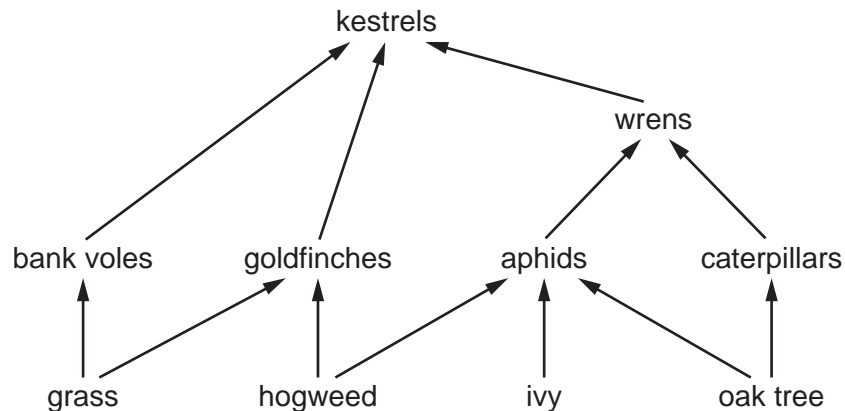 kestrels
wrens
bank voles goldfinches aphids caterpillars
grass hogweed ivy oak tree